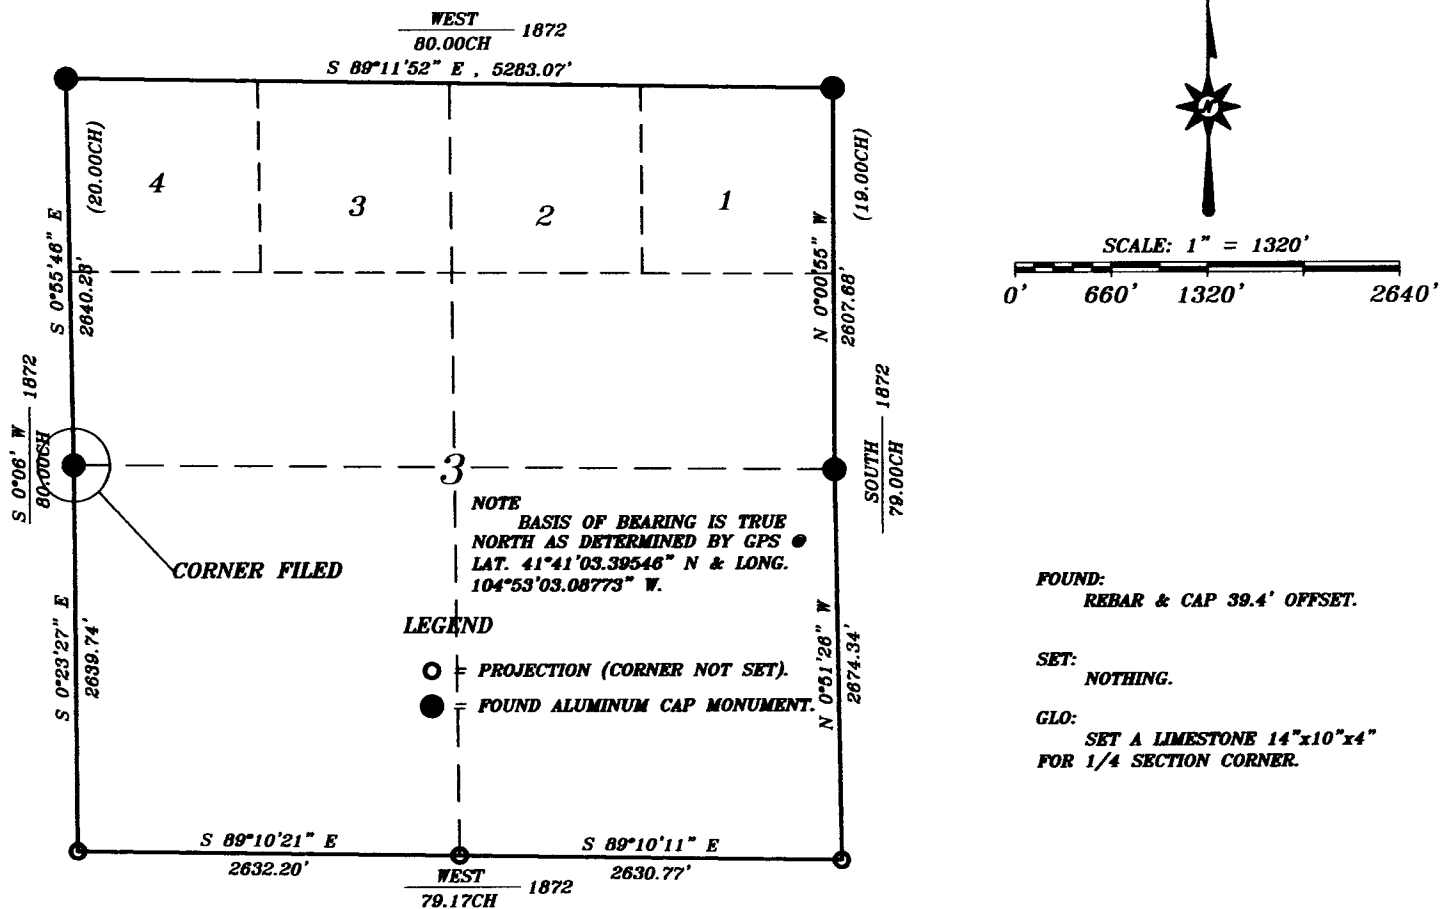 WEST
80.00CH
1872
S 89°11'52" E , 5283.07'
(20.00CH)
(19.00CH)
4
3
2
1
N
SCALE: 1" = 1320'
0' 660' 1320' 2640'
S 0°55'46" E
2640.23'
N 0°00'55" W
2607.68'
S 0°06' W
80.00CH
1872
SOUTH
79.00CH
1872
3
NOTE
BASIS OF BEARING IS TRUE
NORTH AS DETERMINED BY GPS @
LAT. 41°41'03.39546" N & LONG.
104°53'03.08773" W.
CORNER FILED
LEGEND
= PROJECTION (CORNER NOT SET).
= FOUND ALUMINUM CAP MONUMENT.
S 0°23'27" E
2639.74'
N 0°51'26" W
2674.34'
FOUND:
REBAR & CAP 39.4' OFFSET.
SET:
NOTHING.
GLO:
SET A LIMESTONE 14"x10"x4"
FOR 1/4 SECTION CORNER.
S 89°10'21" E
2632.20'
S 89°10'11" E
2630.77'
WEST
79.17CH
1872